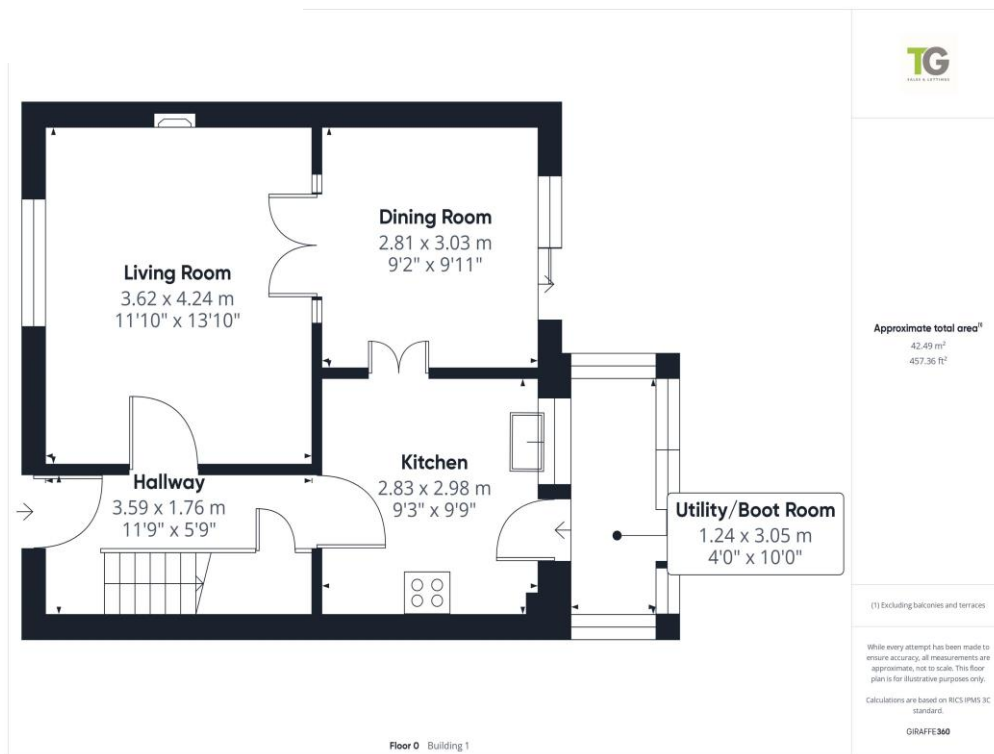 TG
SALES & LETTINGS
Dining Room
2.81 x 3.03 m
9'2" x 9'11"
Living Room
3.62 x 4.24 m
11'10" x 13'10"
Approximate total area(1)
42.49 m²
457.36 ft²
Kitchen
2.83 x 2.98 m
9'3" x 9'9"
Hallway
3.59 x 1.76 m
11'9" x 5'9"
Utility/Boot Room
1.24 x 3.05 m
4'0" x 10'0"
(1) Excluding balconies and terraces
While every attempt has been made to
ensure accuracy, all measurements are
approximate, not to scale. This floor
plan is for illustrative purposes only.
Calculations are based on RICS IPMS 3C
standard.
GIRAFFE360
Floor 0 Building 1